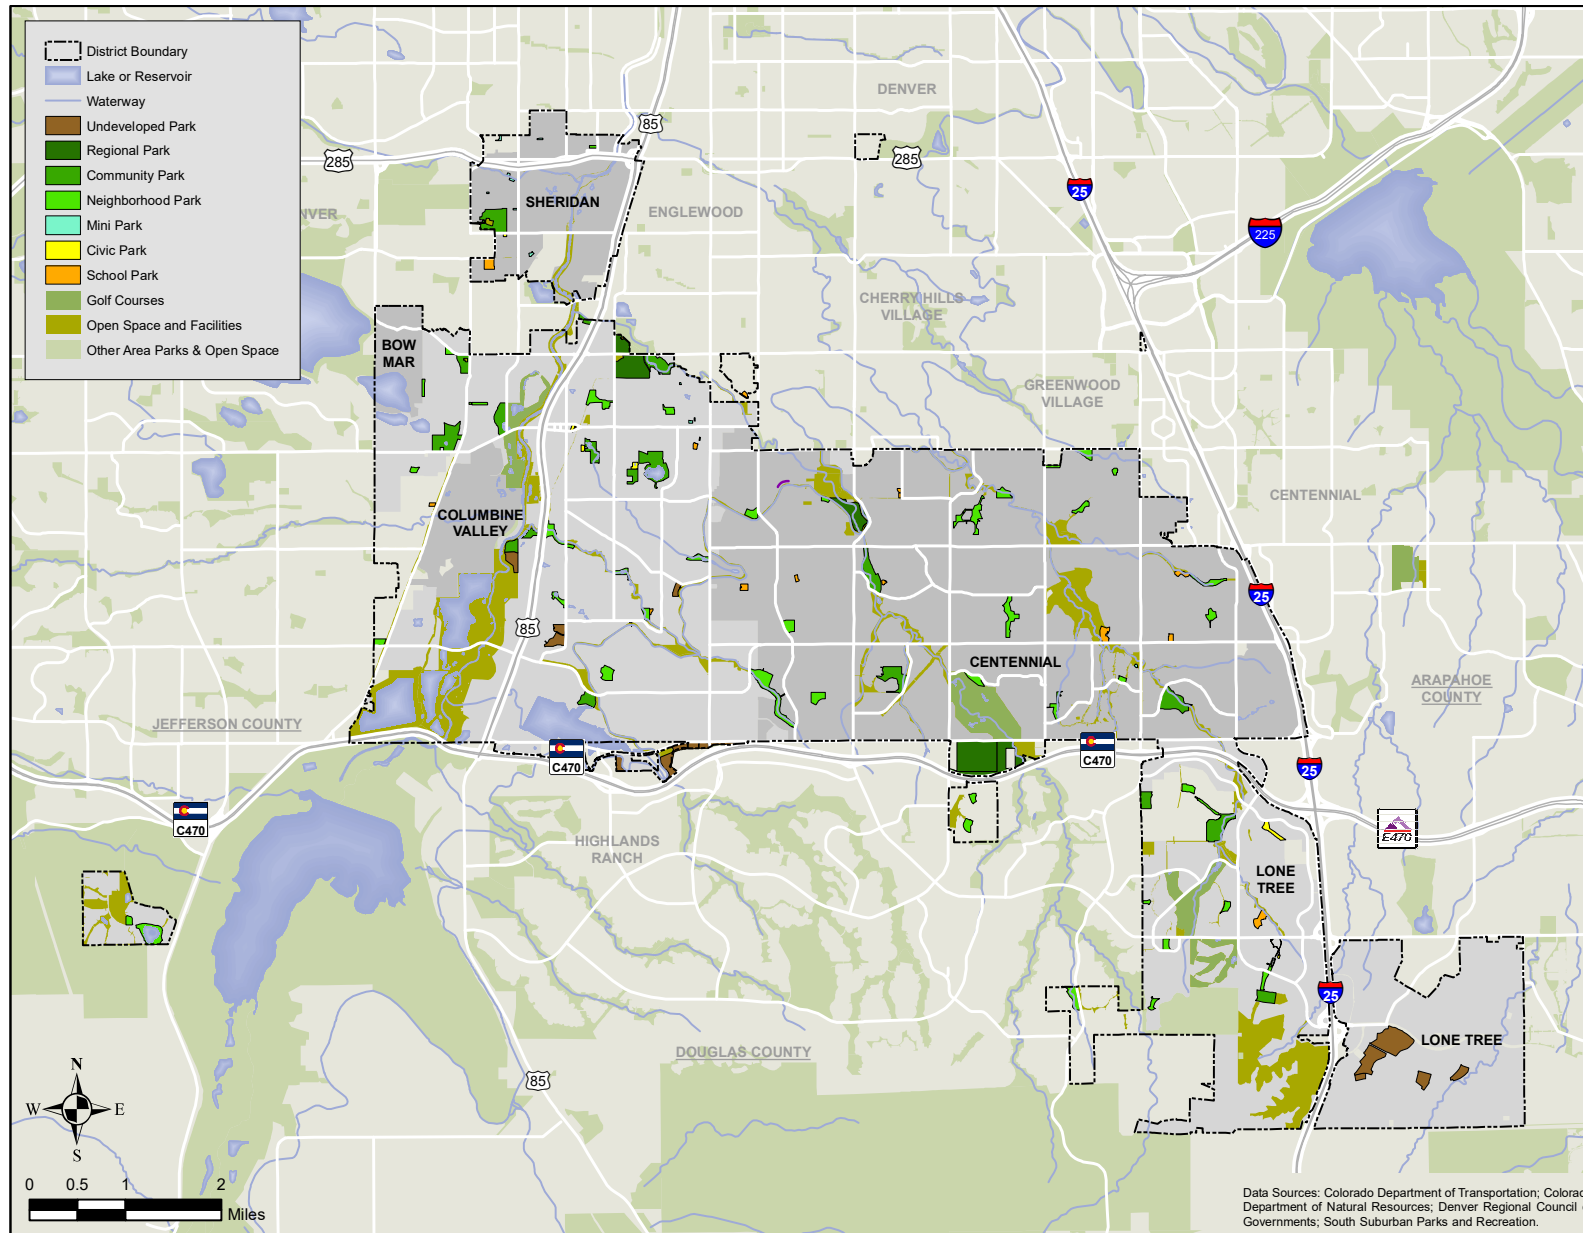 District Boundary
Lake or Reservoir
Waterway
Undeveloped Park
Regional Park
Community Park
Neighborhood Park
Mini Park
Civic Park
School Park
Golf Courses
Open Space and Facilities
Other Area Parks & Open Space
DENVER
85
285
285
25
SHERIDAN
ENGLEWOOD
NVER
225
CHERRY HILLS
VILLAGE
BOW
MAR
GREENWOOD
VILLAGE
CENTENNIAL
COLUMBINE
VALLEY
25
85
CENTENNIAL
ARAPAHOE
COUNTY
JEFFERSON COUNTY
C470
C470
25
C470
E470
HIGHLANDS
RANCH
LONE
TREE
25
LONE TREE
DOUGLAS COUNTY
85
N
W
E
S
0 0.5 1 2
Miles
Data Sources: Colorado Department of Transportation; Colorad
Department of Natural Resources; Denver Regional Council
Governments; South Suburban Parks and Recreation.